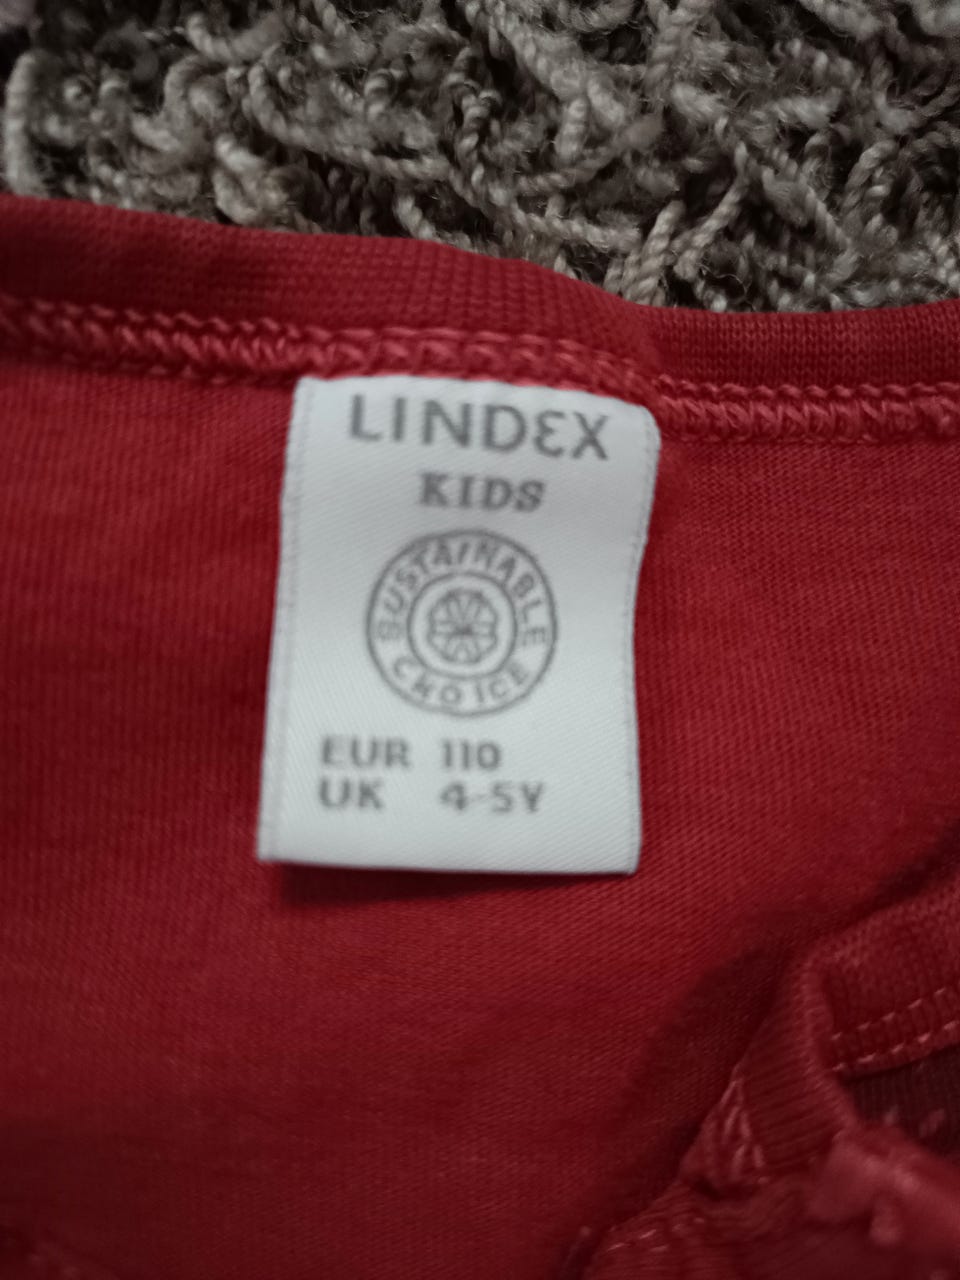 LINDEX
KIDS
SUSTAINABLE
CHOICE
EUR 110
UK 4-5Y